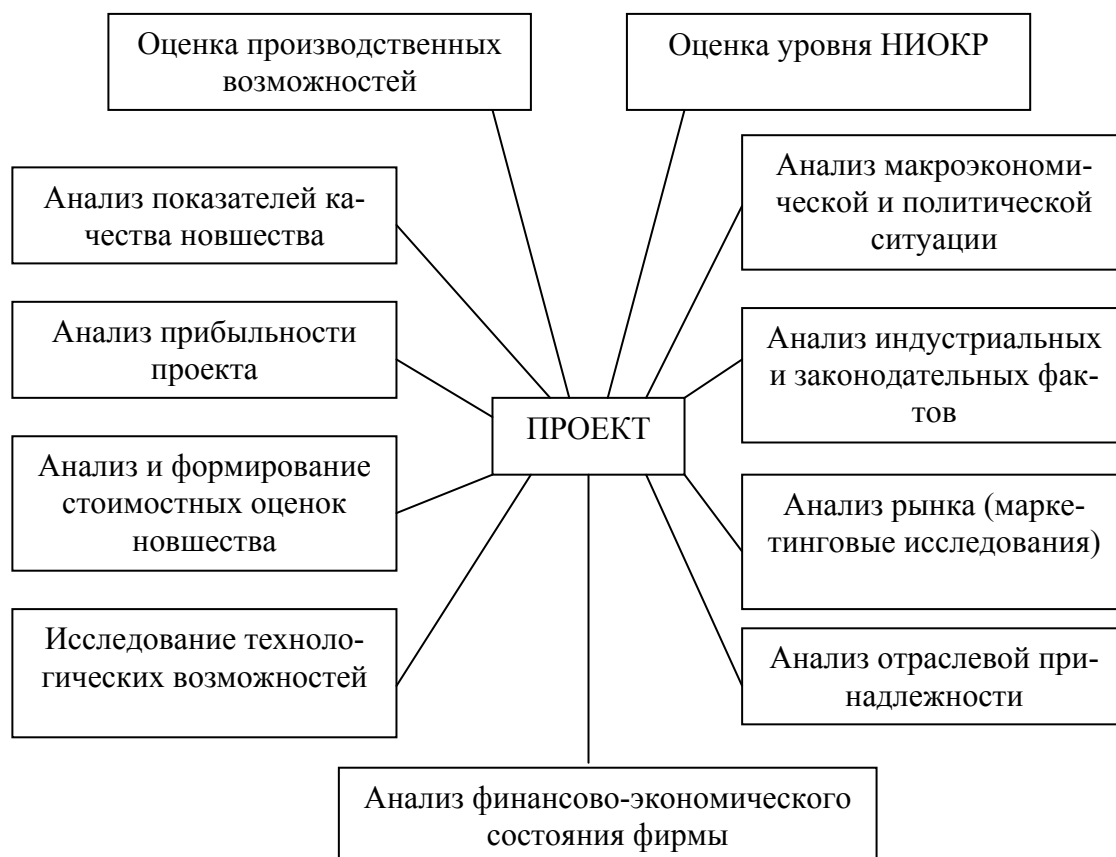 Оценка производственных
возможностей
Оценка уровня НИОКР
Анализ показателей ка-
чества новшества
Анализ макроэкономи-
ческой и политической
ситуации
Анализ прибыльности
проекта
Анализ индустриальных
и законодательных фак-
тов
ПРОЕКТ
Анализ и формирование
стоимостных оценок
новшества
Анализ рынка (марке-
тинговые исследования)
Исследование техноло-
гических возможностей
Анализ отраслевой при-
надлежности
Анализ финансово-экономического
состояния фирмы